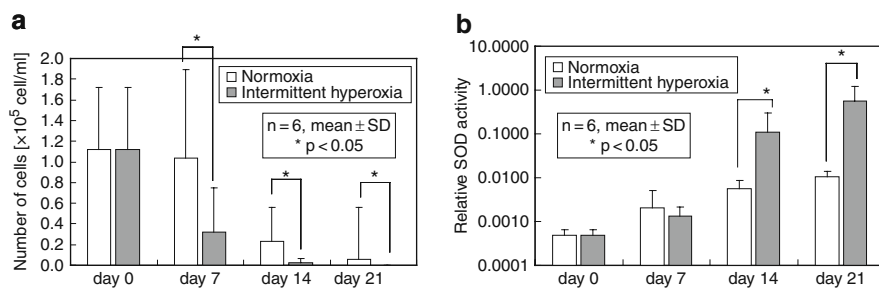 a
Number of cells [×10⁵ cell/ml]
2.0
1.8
1.6
1.4
1.2
1.0
0.8
0.6
0.4
0.2
0.0
*
Normoxia
Intermittent hyperoxia
n = 6, mean ± SD
* p < 0.05
*
*
day 0
day 7
day 14
day 21
b
Relative SOD activity
10.0000
1.0000
0.1000
0.0100
0.0010
0.0001
Normoxia
Intermittent hyperoxia
n = 6, mean ± SD
* p < 0.05
*
*
day 0
day 7
day 14
day 21